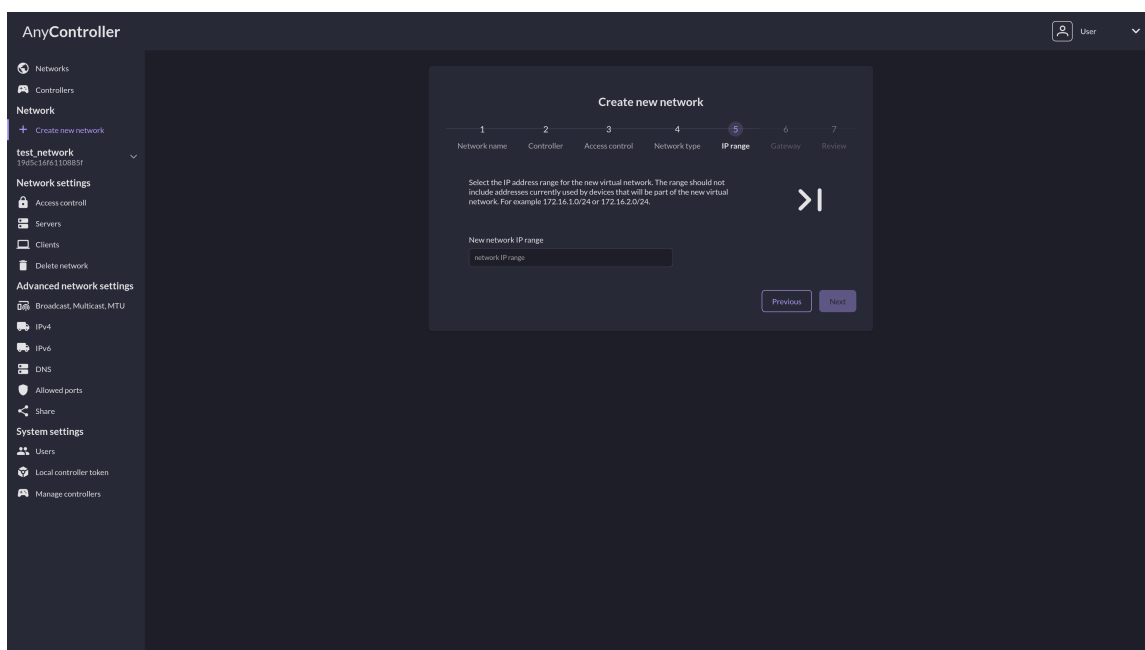 AnyController
User
Networks
Controllers
Network
Create new network
test_network
19d5c16f6110885f
Network settings
Access controll
Servers
Clients
Delete network
Advanced network settings
Broadcast, Multicast, MTU
IPv4
IPv6
DNS
Allowed ports
Share
System settings
Users
Local controller token
Manage controllers
Create new network
1 2 3 4 5 6 7
Network name Controller Access control Network type IP range Gateway Review
Select the IP address range for the new virtual network. The range should not
include addresses currently used by devices that will be part of the new virtual
network. For example 172.16.1.0/24 or 172.16.2.0/24.
New network IP range
network IP range
Previous Next